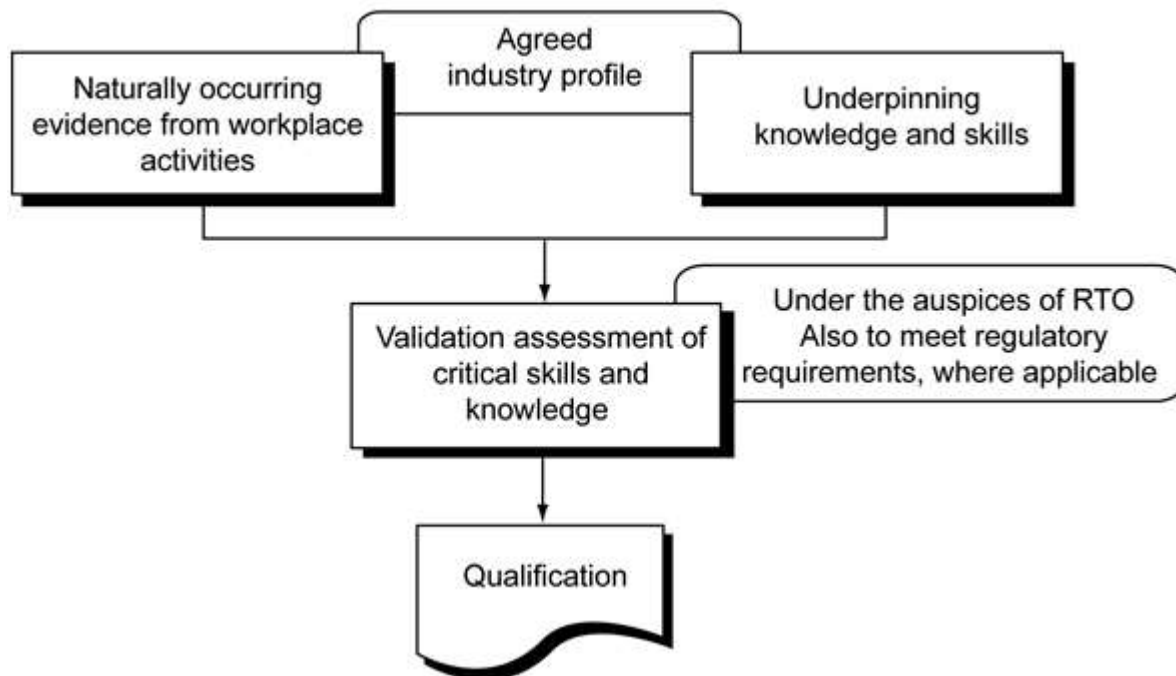 Agreed
industry profile
Naturally occurring
evidence from workplace
activities
Underpinning
knowledge and skills
Validation assessment of
critical skills and
knowledge
Under the auspices of RTO
Also to meet regulatory
requirements, where applicable
Qualification